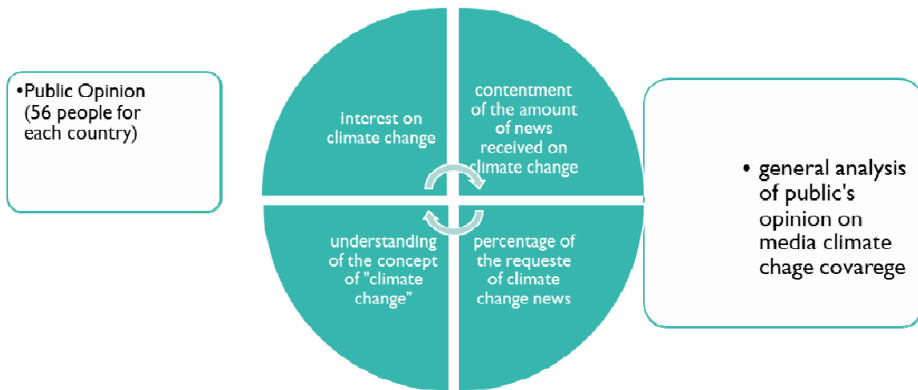 •Public Opinion
(56 people for
each country)
interest on
climate change
contentment
of the amount
of news
received on
climate change
understanding
of the concept
of "climate
change"
percentage of
the requeste
of climate
change news
• general analysis
of public's
opinion on
media climate
chage covarege